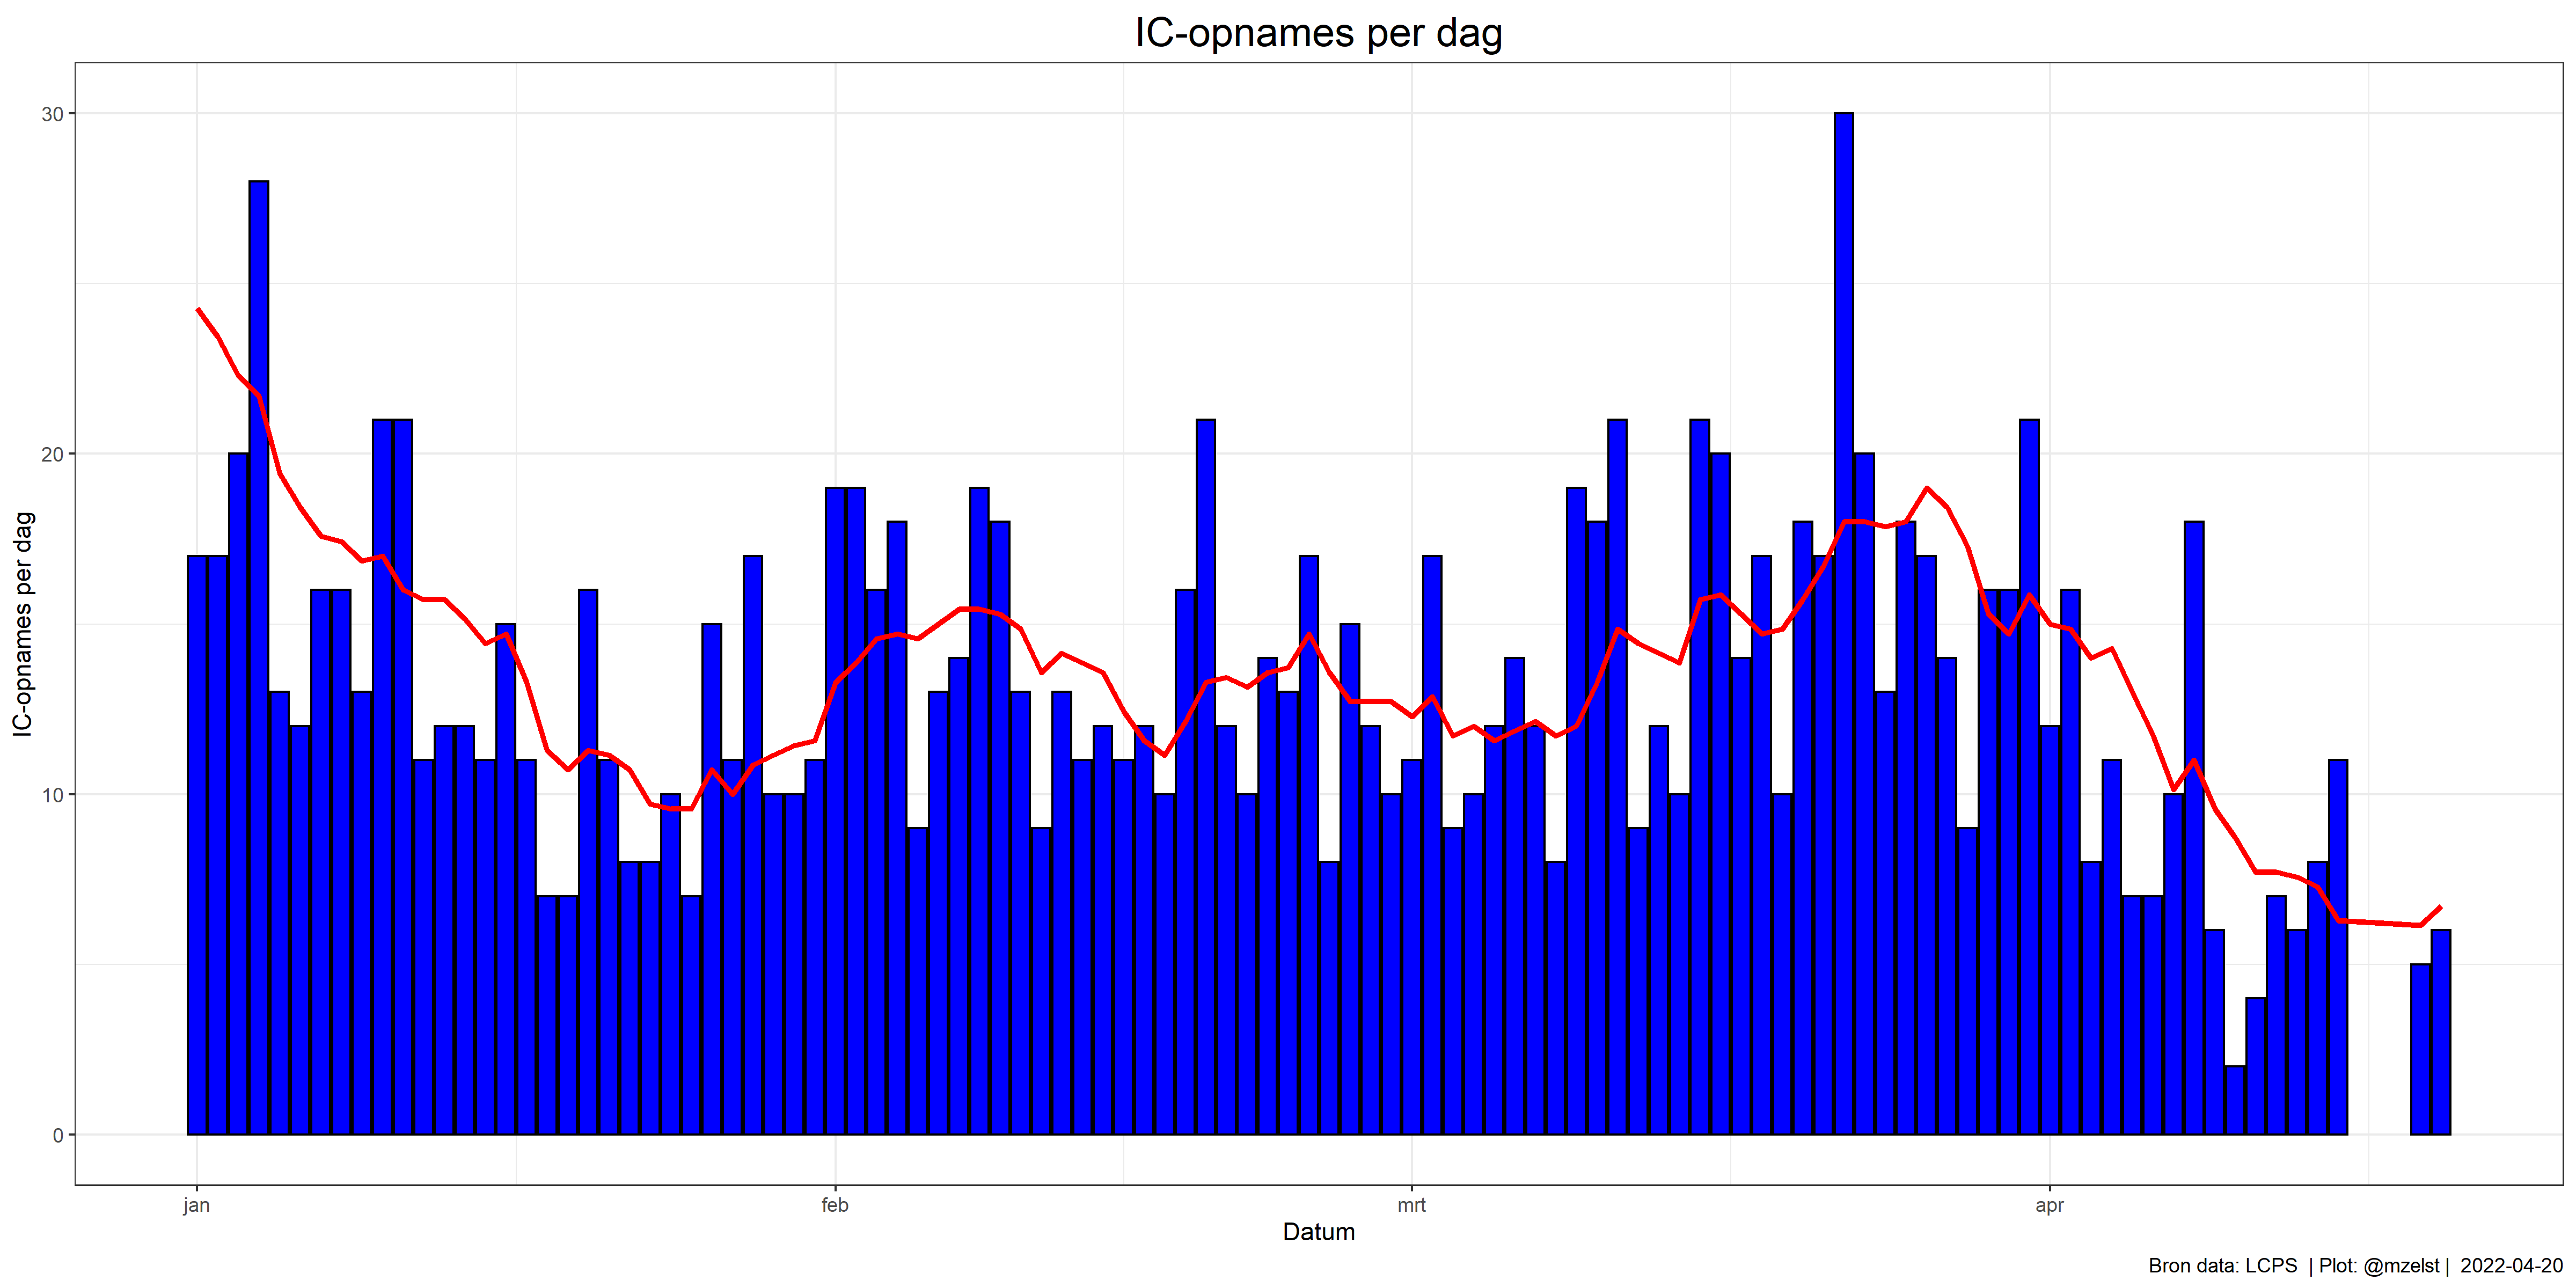 IC-opnames per dag
IC-opnames per dag
30
20
10
0
jan feb mrt apr
Datum
Bron data: LCPS | Plot: @mzelst | 2022-04-20